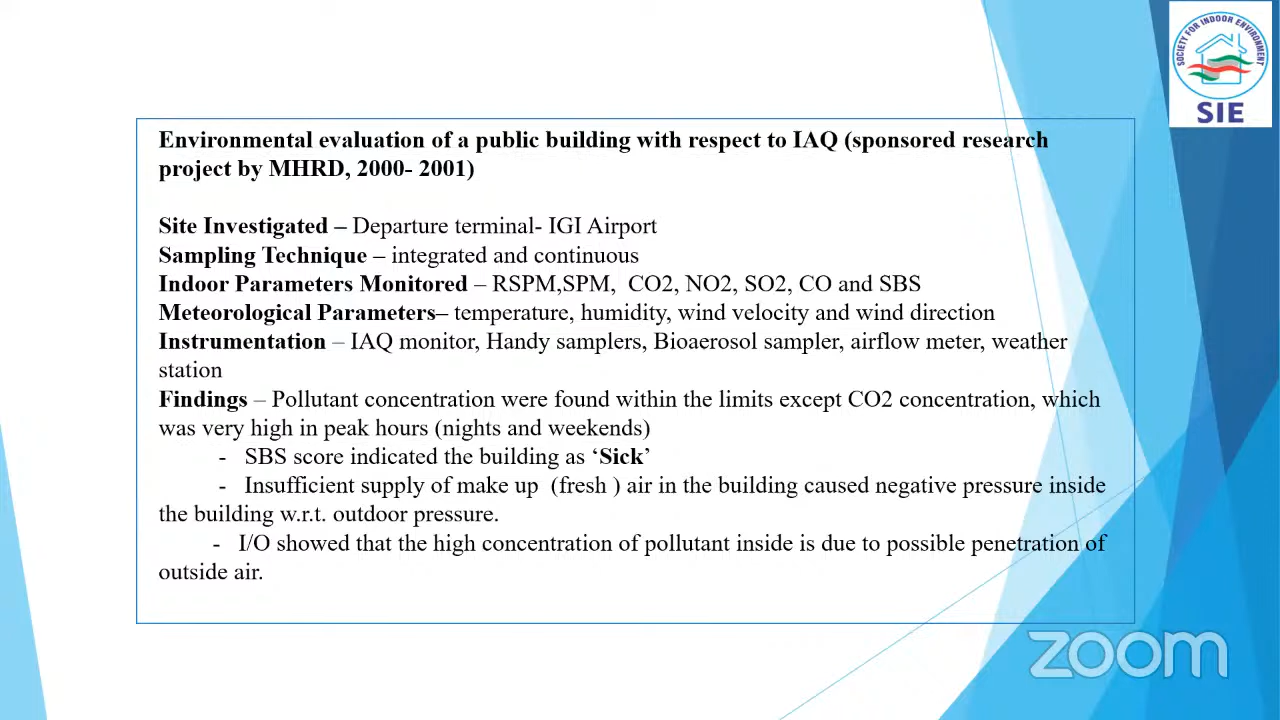 SOCIETY FOR INDOOR ENVIRONMENT
SIE
Environmental evaluation of a public building with respect to IAQ (sponsored research
project by MHRD, 2000- 2001)
Site Investigated – Departure terminal- IGI Airport
Sampling Technique – integrated and continuous
Indoor Parameters Monitored – RSPM,SPM, CO2, NO2, SO2, CO and SBS
Meteorological Parameters– temperature, humidity, wind velocity and wind direction
Instrumentation – IAQ monitor, Handy samplers, Bioaerosol sampler, airflow meter, weather
station
Findings – Pollutant concentration were found within the limits except CO2 concentration, which
was very high in peak hours (nights and weekends)
- SBS score indicated the building as ‘Sick’
- Insufficient supply of make up (fresh ) air in the building caused negative pressure inside
the building w.r.t. outdoor pressure.
- I/O showed that the high concentration of pollutant inside is due to possible penetration of
outside air.
zoom